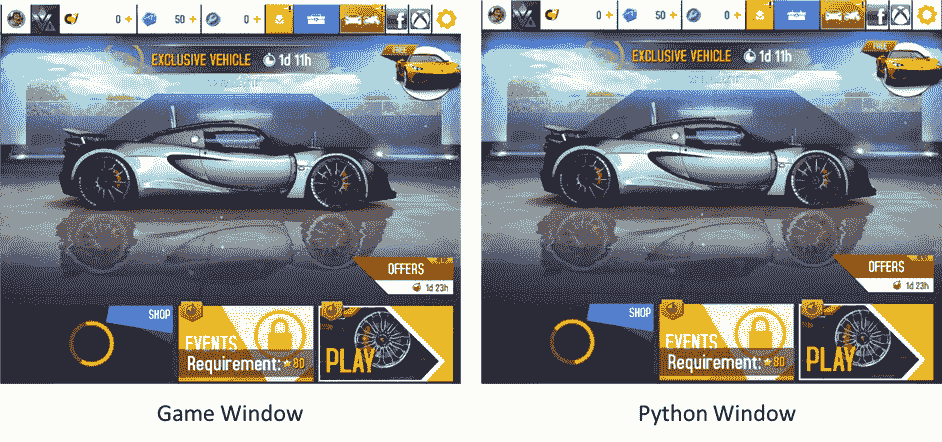 0 + 50 + 0 +
EXCLUSIVE VEHICLE 1d 11h
OFFERS
1d 23h
SHOP
EVENTS
Requirement: 80
PLAY
Game Window
0 + 50 + 0 +
EXCLUSIVE VEHICLE 1d 11h
OFFERS
1d 23h
SHOP
EVENTS
Requirement: 80
PLAY
Python Window